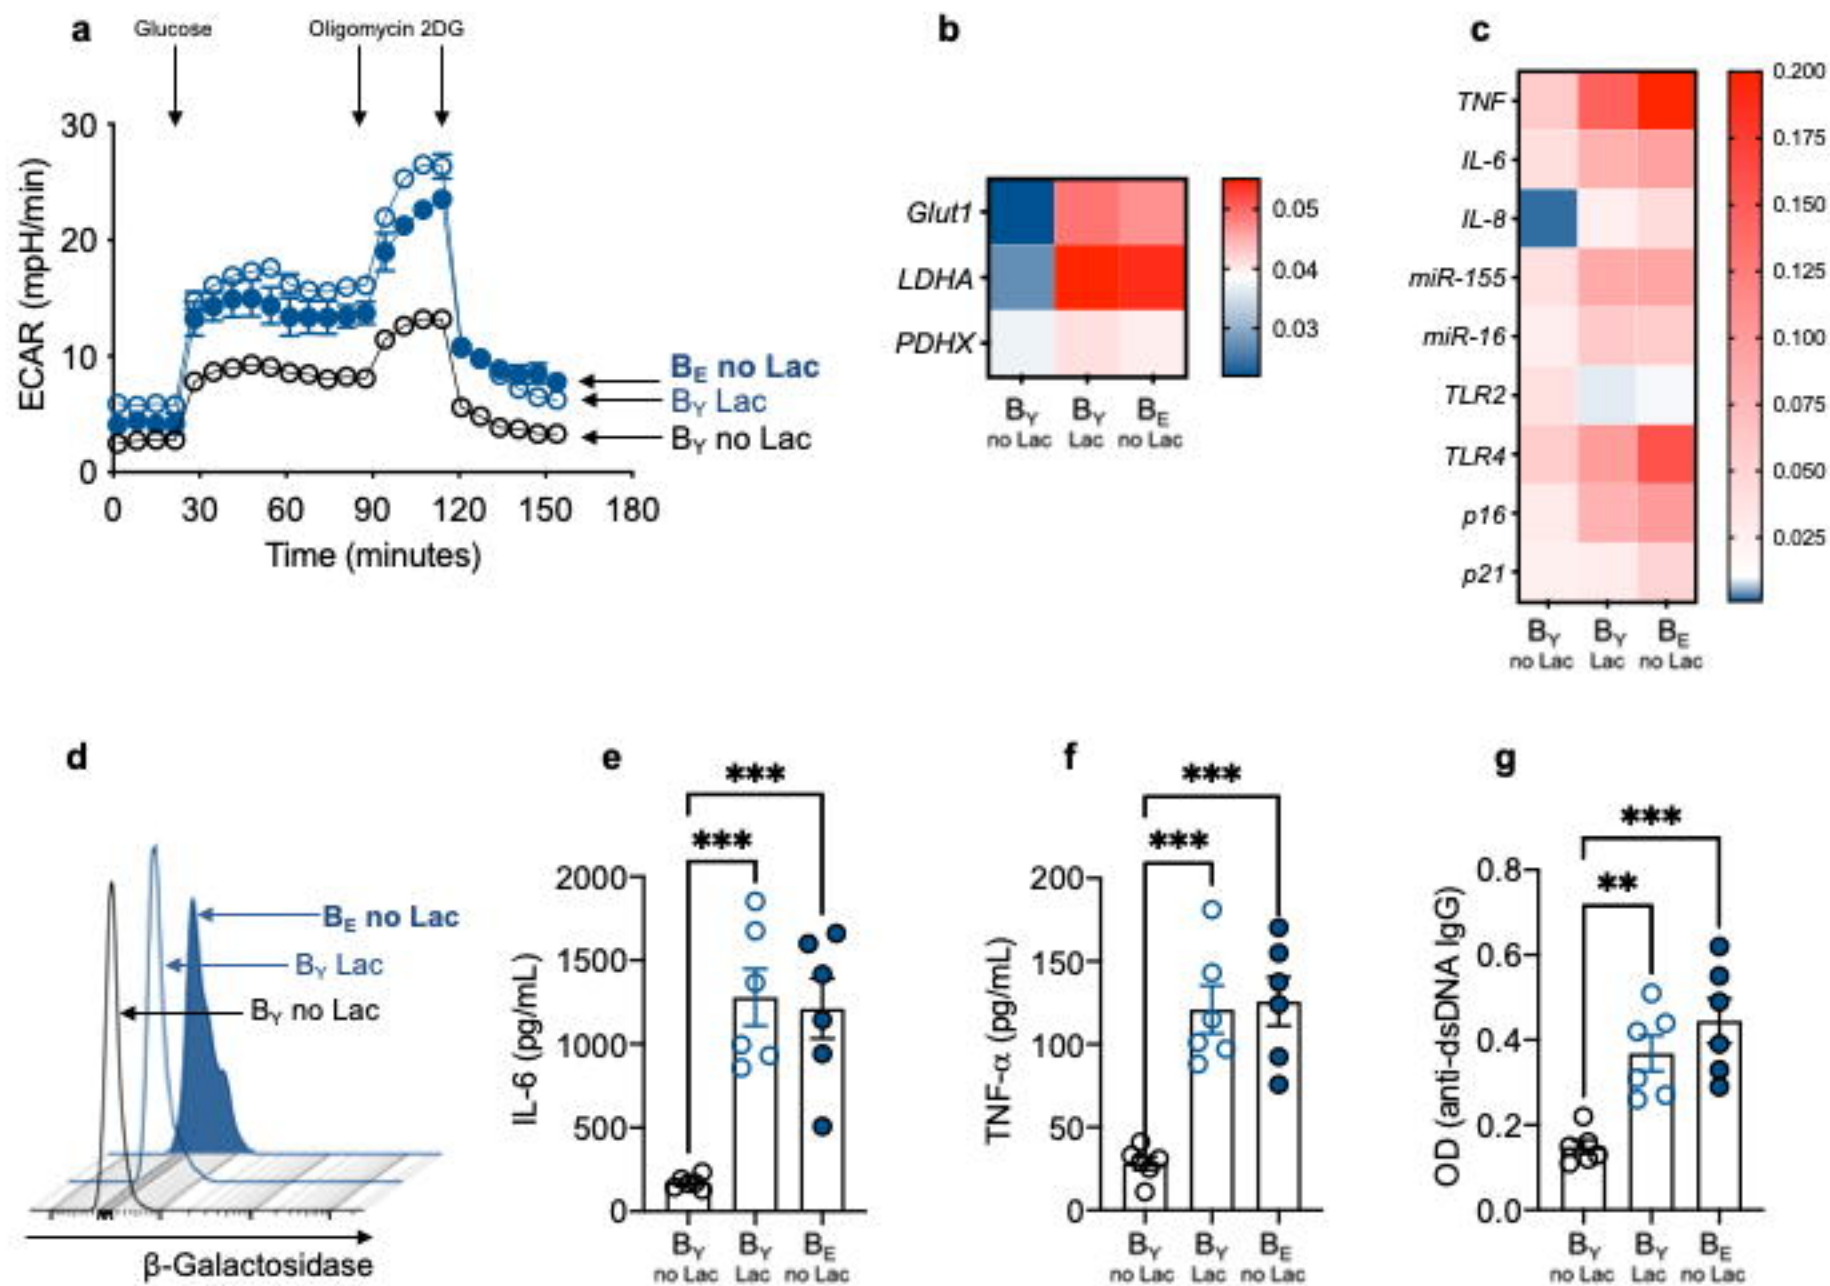 a
Glucose
Oligomycin 2DG
ECAR (mpH/min)
30
20
10
0
0 30 60 90 120 150 180
Time (minutes)
BE no Lac
BY Lac
BY no Lac
b
Glut1
LDHA
PDHX
BY BY BE
no Lac Lac no Lac
0.05
0.04
0.03
c
TNF
IL-6
IL-8
miR-155
miR-16
TLR2
TLR4
p16
p21
BY BY BE
no Lac Lac no Lac
0.200
0.175
0.150
0.125
0.100
0.075
0.050
0.025
d
BE no Lac
BY Lac
BY no Lac
β-Galactosidase
e
***
***
IL-6 (pg/mL)
2000
1500
1000
500
0
BY BY BE
no Lac Lac no Lac
f
***
***
TNF-α (pg/mL)
200
150
100
50
0
BY BY BE
no Lac Lac no Lac
g
***
**
OD (anti-dsDNA IgG)
0.8
0.6
0.4
0.2
0.0
BY BY BE
no Lac Lac no Lac